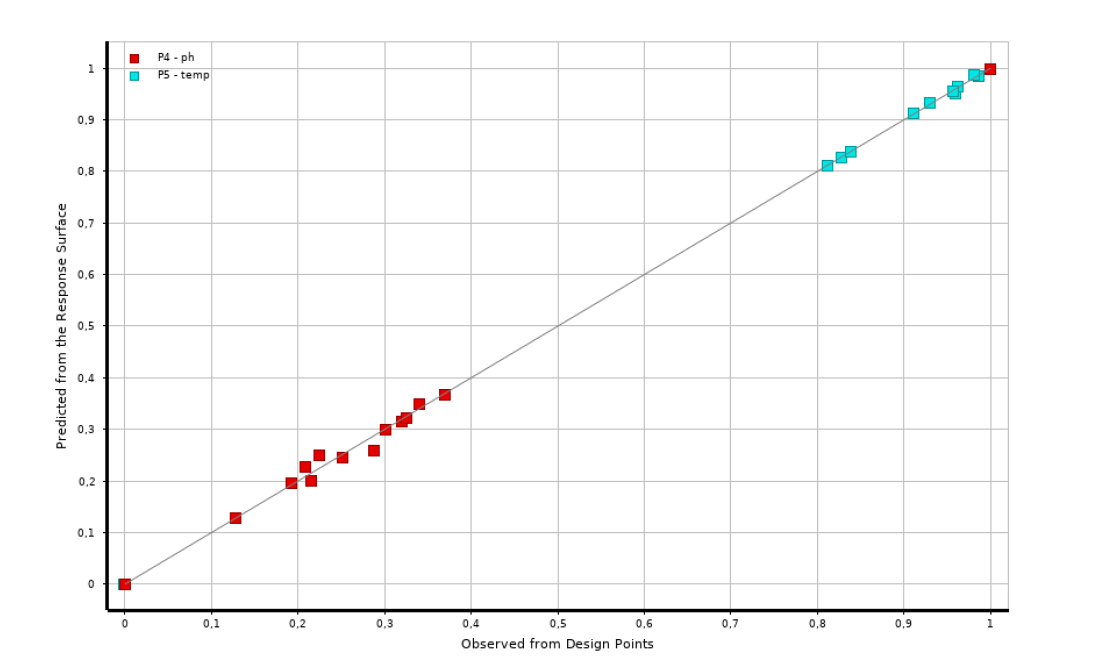 P4 - ph
P5 - temp
1
0,9
0,8
0,7
0,6
0,5
0,4
0,3
0,2
0,1
0
Predicted from the Response Surface
0 0,1 0,2 0,3 0,4 0,5 0,6 0,7 0,8 0,9 1
Observed from Design Points